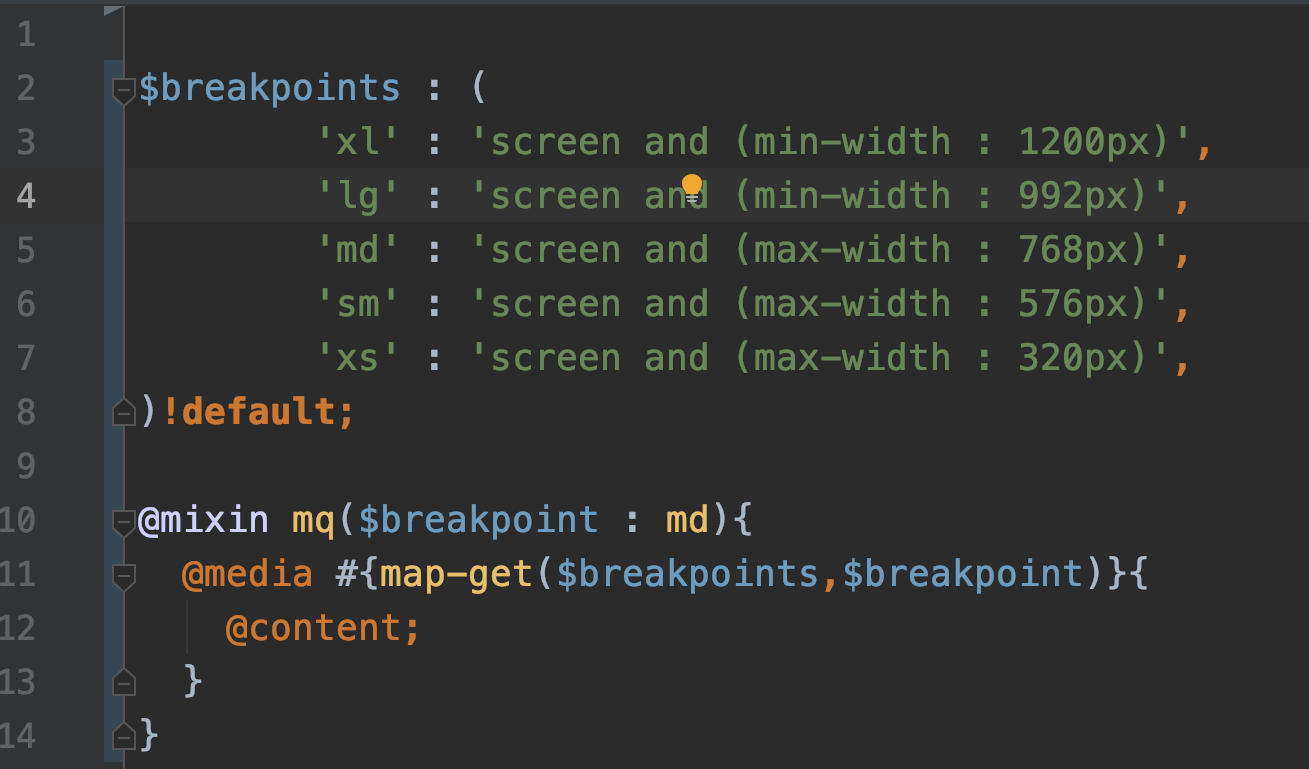 1
2 $breakpoints : (
3 'xl' : 'screen and (min-width : 1200px)',
4 'lg' : 'screen and (min-width : 992px)',
5 'md' : 'screen and (max-width : 768px)',
6 'sm' : 'screen and (max-width : 576px)',
7 'xs' : 'screen and (max-width : 320px)',
8 )!default;
9
10 @mixin mq($breakpoint : md){
11 @media #{map-get($breakpoints,$breakpoint)}{
12 @content;
13 }
14 }